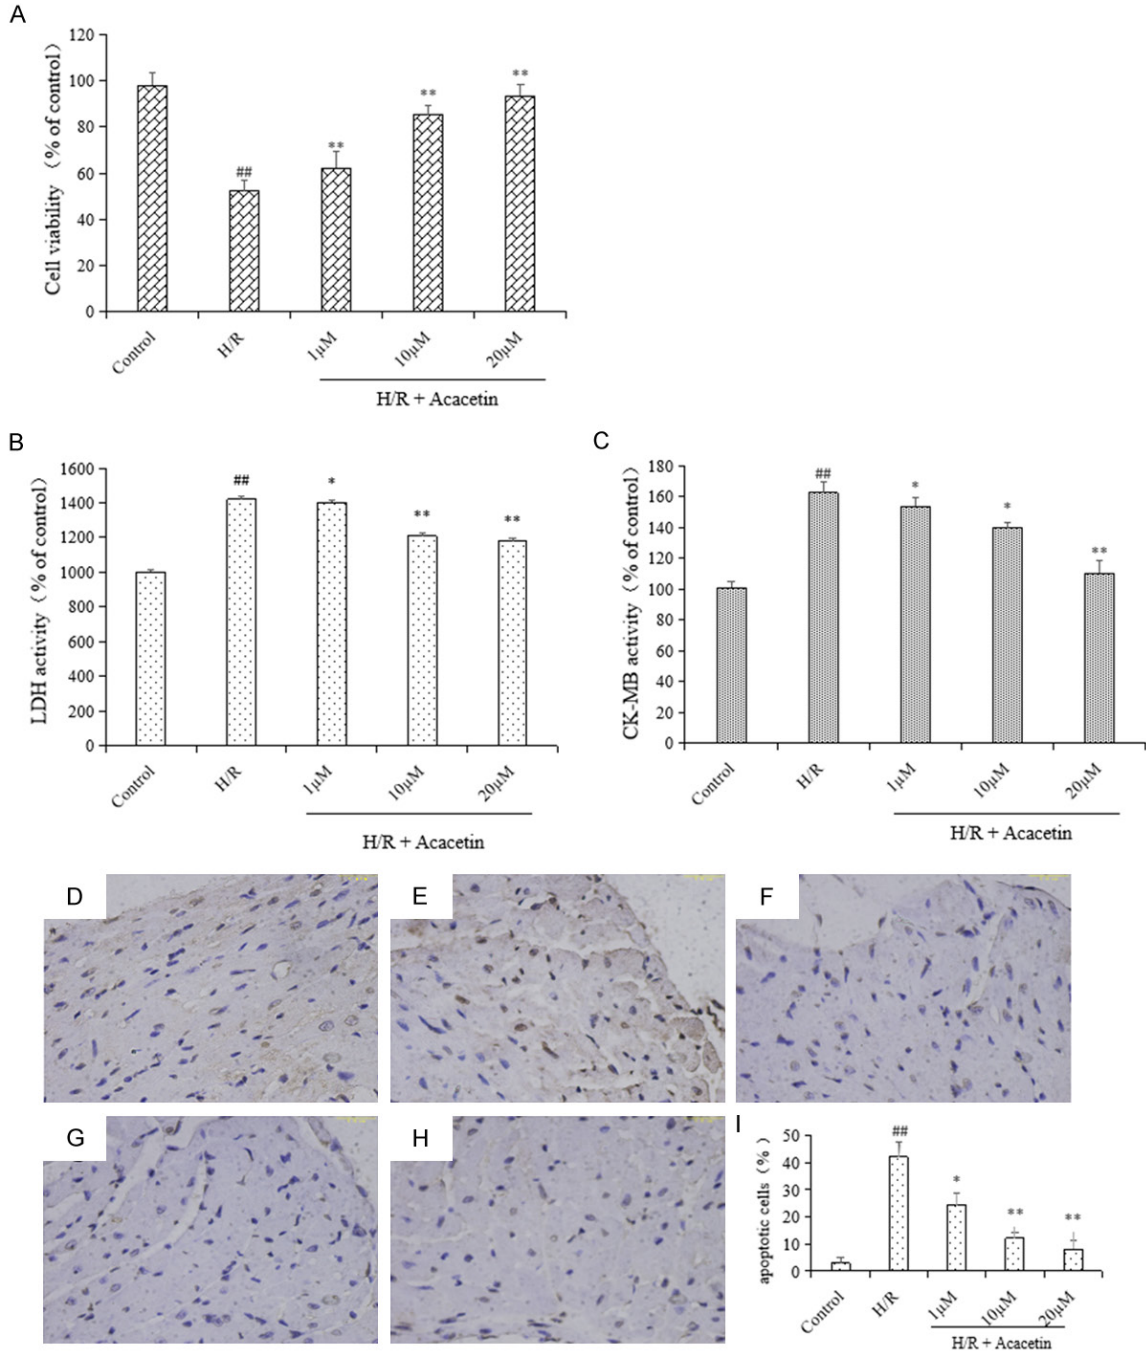 A
Cell viability (% of control)
120
100
80
60
40
20
0
##
**
**
**
Control
H/R
1μM
10μM
20μM
H/R + Acacetin
B
LDH activity (% of control)
1600
1400
1200
1000
800
600
400
200
0
##
*
**
**
Control
H/R
1μM
10μM
20μM
H/R + Acacetin
C
CK-MB activity (% of control)
180
160
140
120
100
80
60
40
20
0
##
*
*
**
Control
H/R
1μM
10μM
20μM
H/R + Acacetin
D
E
F
G
H
I
apoptotic cells (%)
50
40
30
20
10
0
##
*
**
**
Control
H/R
1μM
10μM
20μM
H/R + Acacetin